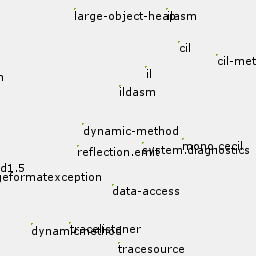 large-object-heap
ilasm
cil
cil-met
il
ildasm
dynamic-method
mono.cecil
reflection.emit
system.diagnostics
d1.5
geformatexception
data-access
dynamicmethod
tracelistener
tracesource